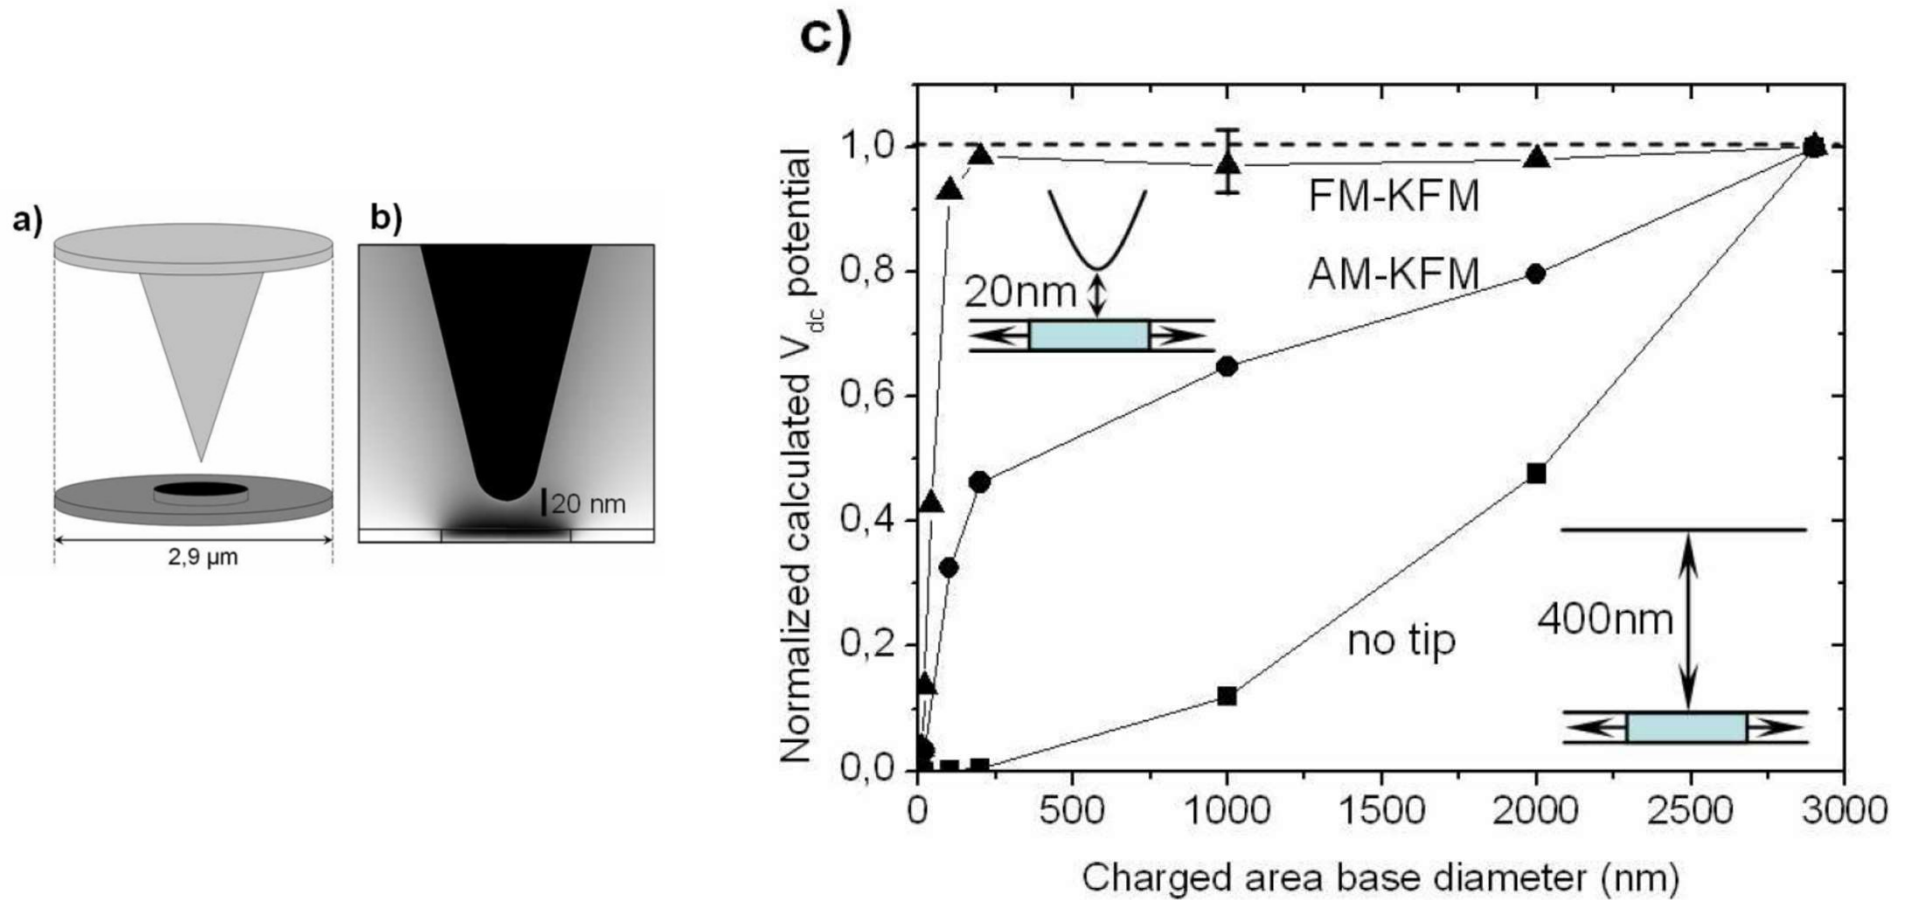 a)
2,9 µm
b)
20 nm
c)
Normalized calculated Vdc potential
1,0
0,8
0,6
0,4
0,2
0,0
FM-KFM
AM-KFM
20nm
no tip
400nm
0 500 1000 1500 2000 2500 3000
Charged area base diameter (nm)